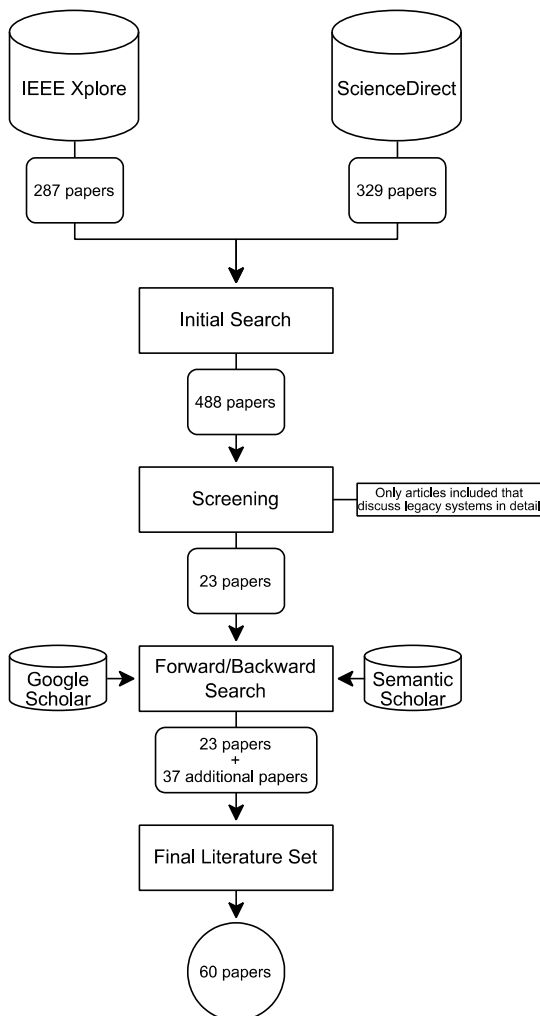 IEEE Xplore
ScienceDirect
287 papers
329 papers
Initial Search
488 papers
Screening
Only articles included that
discuss legacy systems in detail
23 papers
Google
Scholar
Forward/Backward
Search
Semantic
Scholar
23 papers
+
37 additional papers
Final Literature Set
60 papers